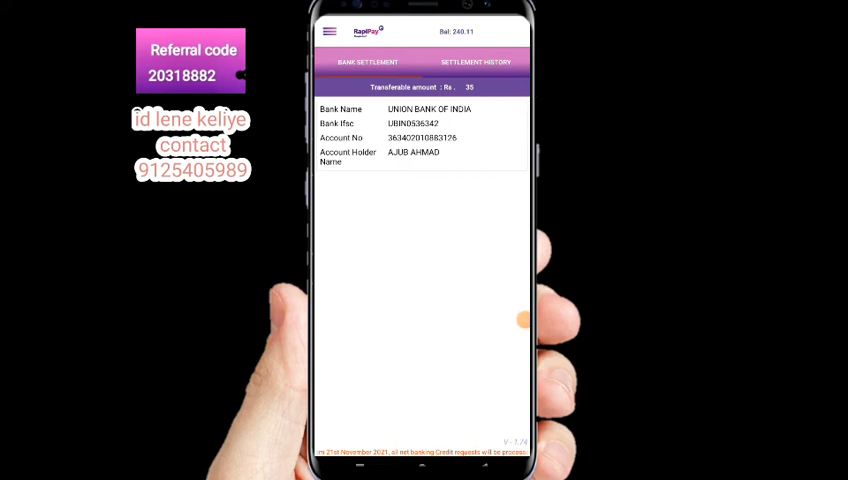 Referral code
20318882
id lene keliye
contact
9125405989
RapiPay
Bal: 240.11
BANK SETTLEMENT SETTLEMENT HISTORY
Transferable amount : Rs . 35
Bank Name UNION BANK OF INDIA
Bank Ifsc UBIN0536342
Account No 363402010883126
Account Holder Name AJUB AHMAD
V - 1.74
21st November 2021, all net banking Credit requests will be process